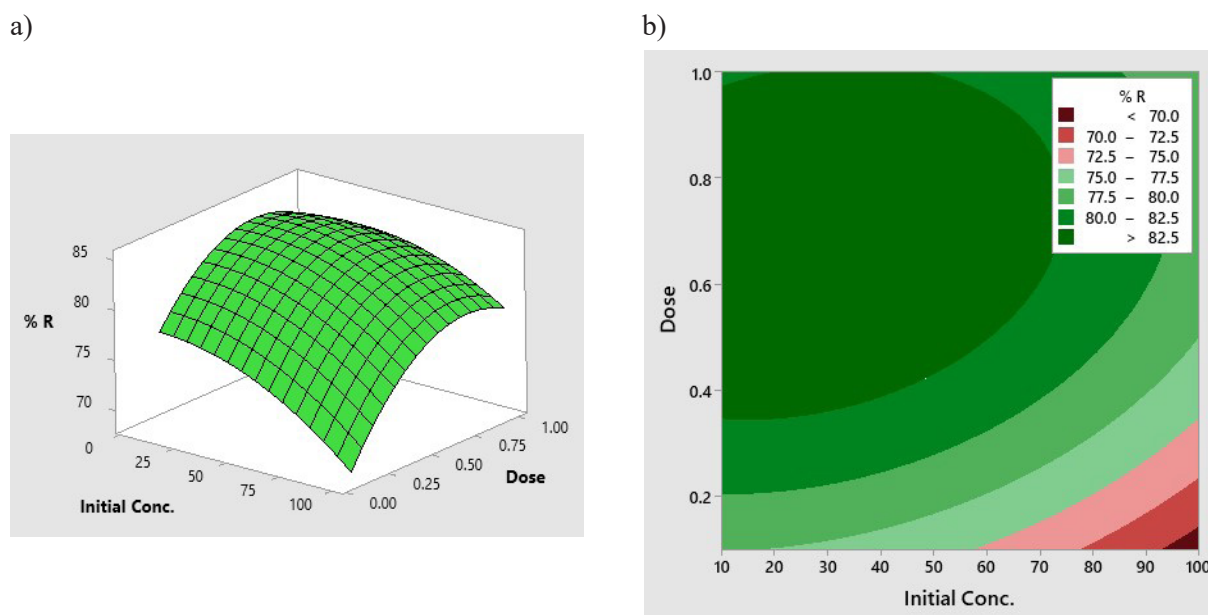 a)
b)
85
80
% R
75
70
0
25
50
75
100
Initial Conc.
0.00
0.25
0.50
0.75
1.00
Dose
% R
< 70.0
70.0 – 72.5
72.5 – 75.0
75.0 – 77.5
77.5 – 80.0
80.0 – 82.5
> 82.5
1.0
0.8
0.6
0.4
0.2
Dose
10 20 30 40 50 60 70 80 90 100
Initial Conc.